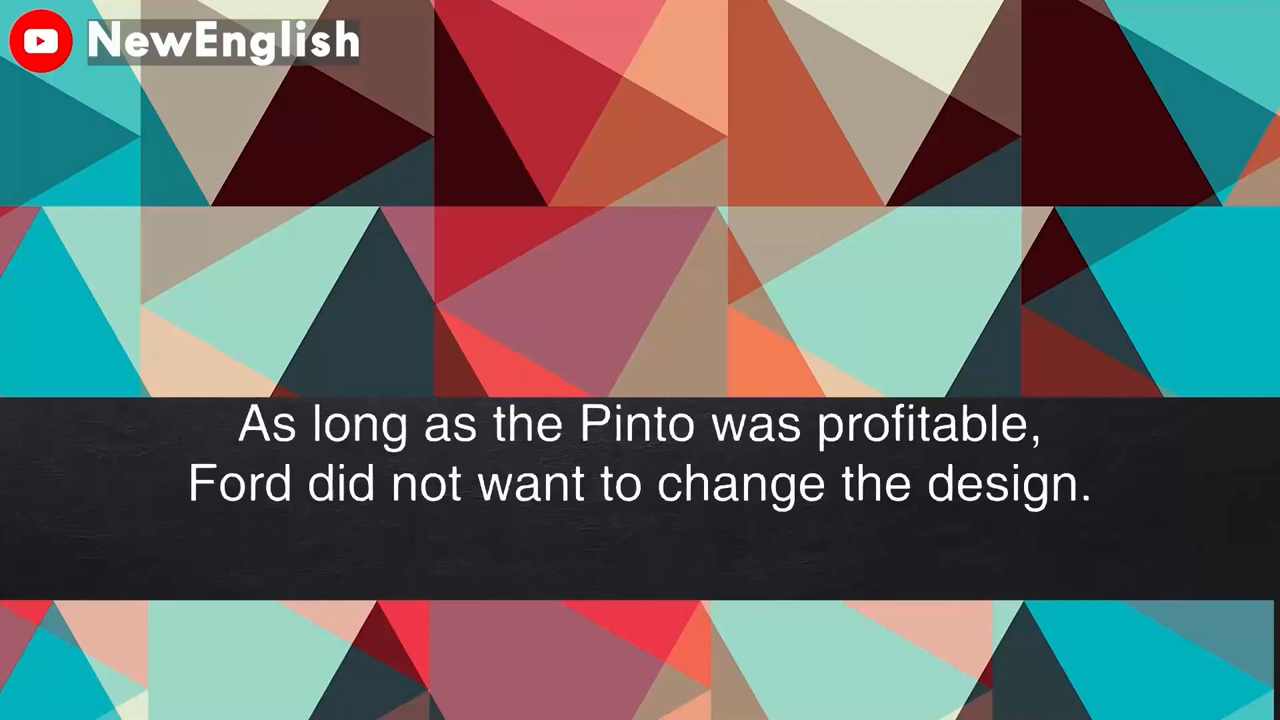 NewEnglish
As long as the Pinto was profitable,
Ford did not want to change the design.